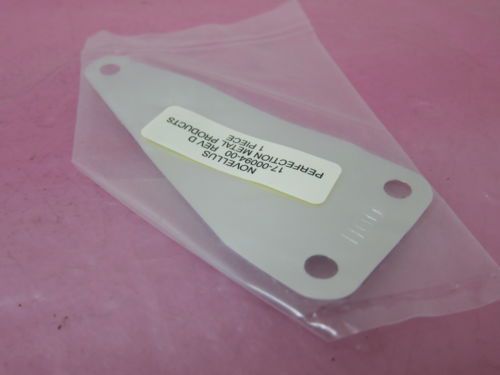 NOVELLUS
17-00094-00 REV D
PERFECTION METAL PRODUCTS
1 PIECE